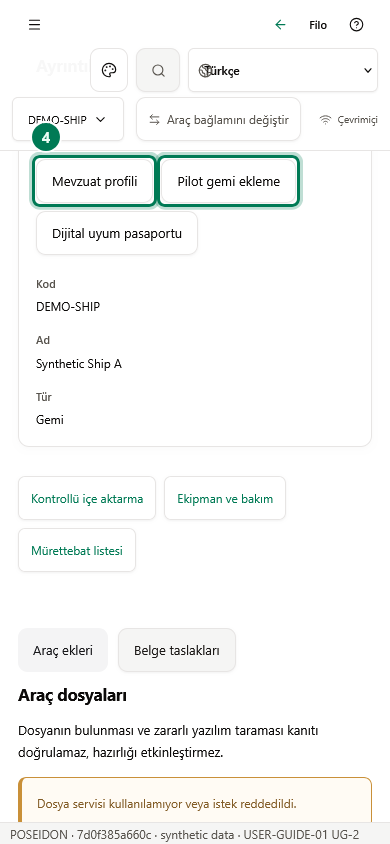 Filo
Türkçe
DEMO-SHIP
Araç bağlamını değiştir
Çevrimiçi
4
Mevzuat profili
Pilot gemi ekleme
Dijital uyum pasaportu
Kod
DEMO-SHIP
Ad
Synthetic Ship A
Tür
Gemi
Kontrollü içe aktarma
Ekipman ve bakım
Mürettebat listesi
Araç ekleri
Belge taslakları
Araç dosyaları
Dosyanın bulunması ve zararlı yazılım taraması kanıtı
doğrulamaz, hazırlığı etkinleştirmez.
Dosya servisi kullanılamıyor veya istek reddedildi.
POSEIDON · 7d0f385a660c · synthetic data · USER-GUIDE-01 UG-2